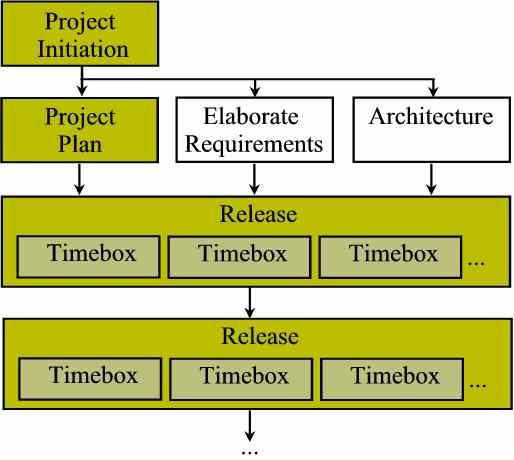 Project
Initiation
Project
Plan
Elaborate
Requirements
Architecture
Release
Timebox Timebox Timebox ...
Release
Timebox Timebox Timebox ...
...